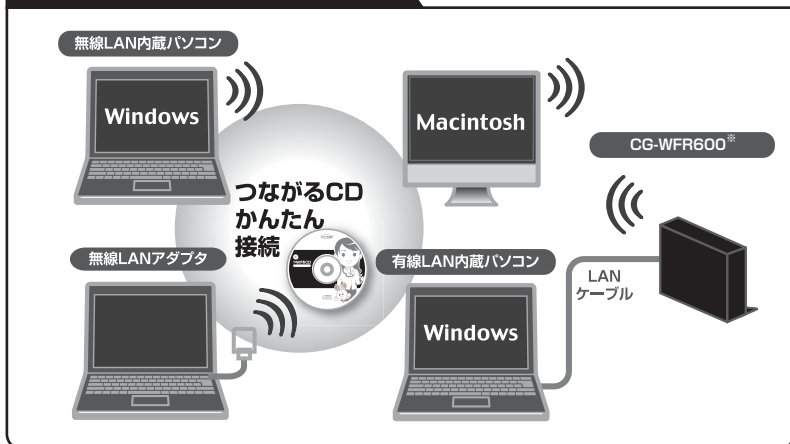 無線LAN内蔵パソコン
Windows
Macintosh
CG-WFR600※
つながるCD
かんたん
接続
無線LANアダプタ
有線LAN内蔵パソコン
Windows
LAN
ケーブル